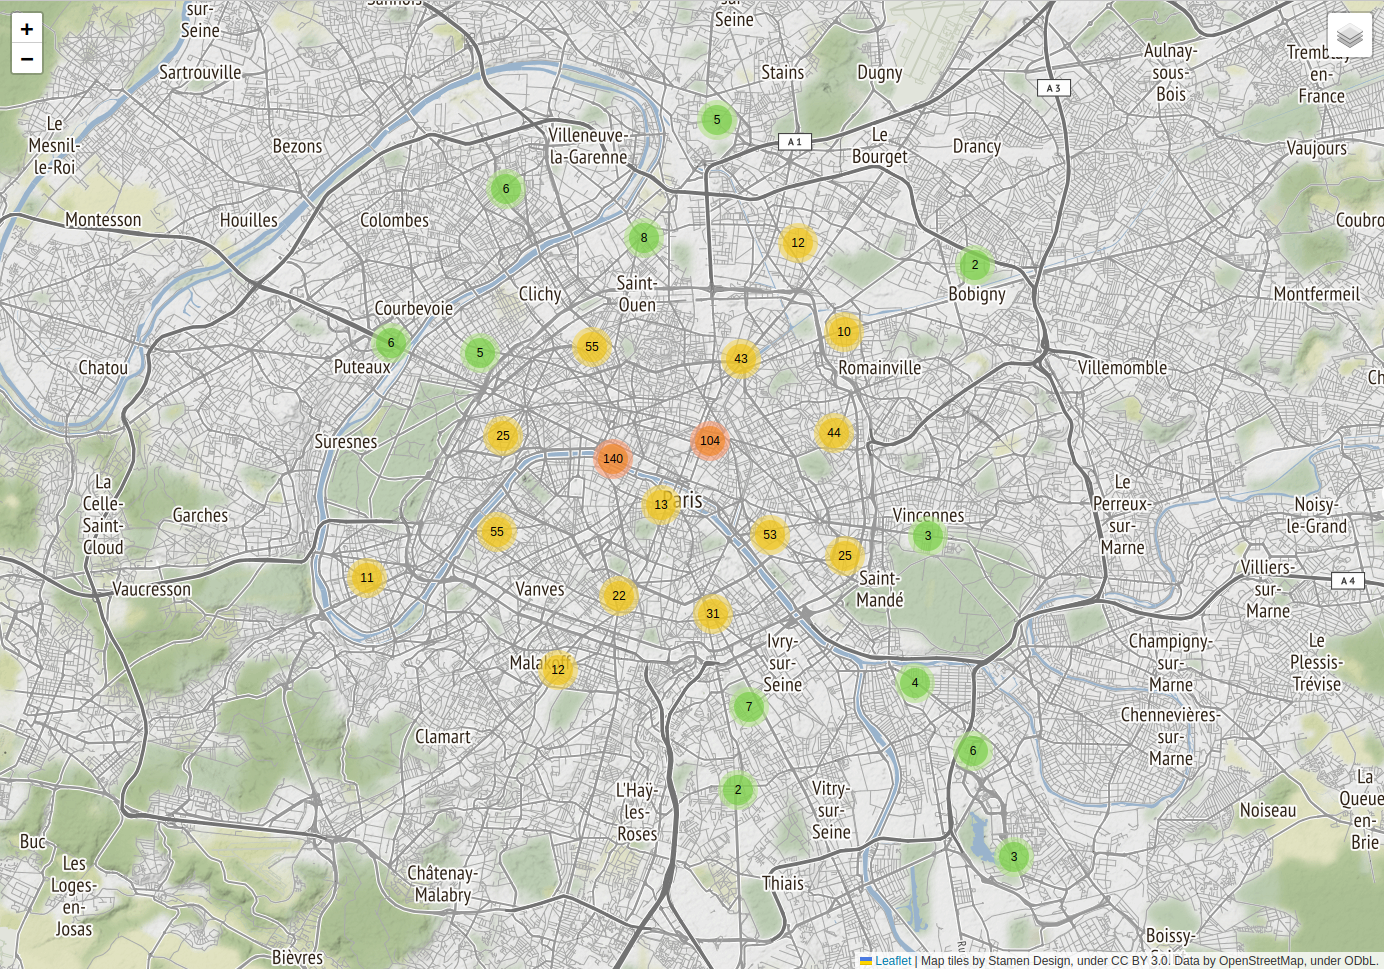 sur-
Seine
Sartrouville
Le
Mesnil-
le-Roi
Bezons
Montesson
Houilles
Colombes
Villeneuve-
la-Garenne
Seine
Stains
Dugny
A 1
Le
Bourget
Drancy
A 3
Aulnay-
sous-
Bois
Tremblay-
en-
France
Vaujours
Coubro
+
−
5
6
8
12
2
Bobigny
Saint-
Ouen
Clichy
Courbevoie
Montfermeil
6
5
55
43
10
Puteaux
Chatou
Romainville
Villemomble
Ch
Suresnes
25
140
104
44
La
Celle-
Saint-
Cloud
Garches
13
Paris
Vincennes
3
Le
Perreux-
sur-
Marne
Noisy-
le-Grand
55
53
25
11
Vaucresson
Vanves
22
31
Saint-
Mandé
Villiers-
sur-
Marne
A 4
Malakoff
12
Ivry-
sur-
Seine
4
Champigny-
sur-
Marne
Le
Plessis-
Trévise
7
Clamart
6
Chennevières-
sur-
Marne
2
L'Haÿ-
les-
Roses
Vitry-
sur-
Seine
Noiseau
La
Queue-
en-
Brie
Buc
Les
Loges-
en-
Josas
3
Châtenay-
Malabry
Thiais
Bièvres
Boissy-
Leaflet | Map tiles by Stamen Design, under CC BY 3.0. Data by OpenStreetMap, under ODbL.